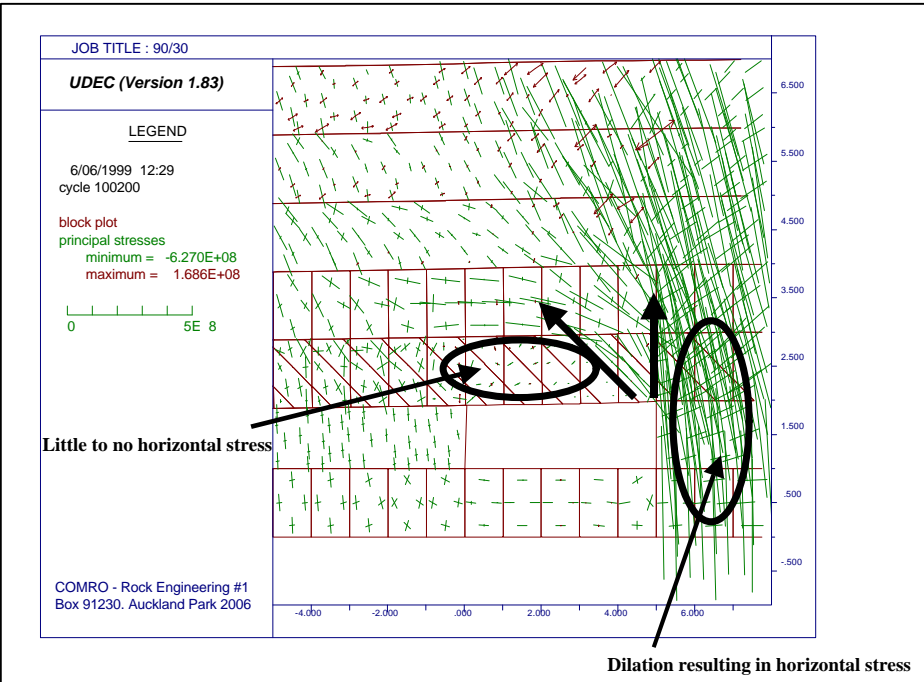 JOB TITLE : 90/30
UDEC (Version 1.83)
LEGEND
6/06/1999 12:29
cycle 100200
block plot
principal stresses
minimum = -6.270E+08
maximum = 1.686E+08
0 5E 8
COMRO - Rock Engineering #1
Box 91230. Auckland Park 2006
6.500
5.500
4.500
3.500
2.500
1.500
.500
-.500
-4.000 -2.000 .000 2.000 4.000 6.000
Little to no horizontal stress
Dilation resulting in horizontal stress